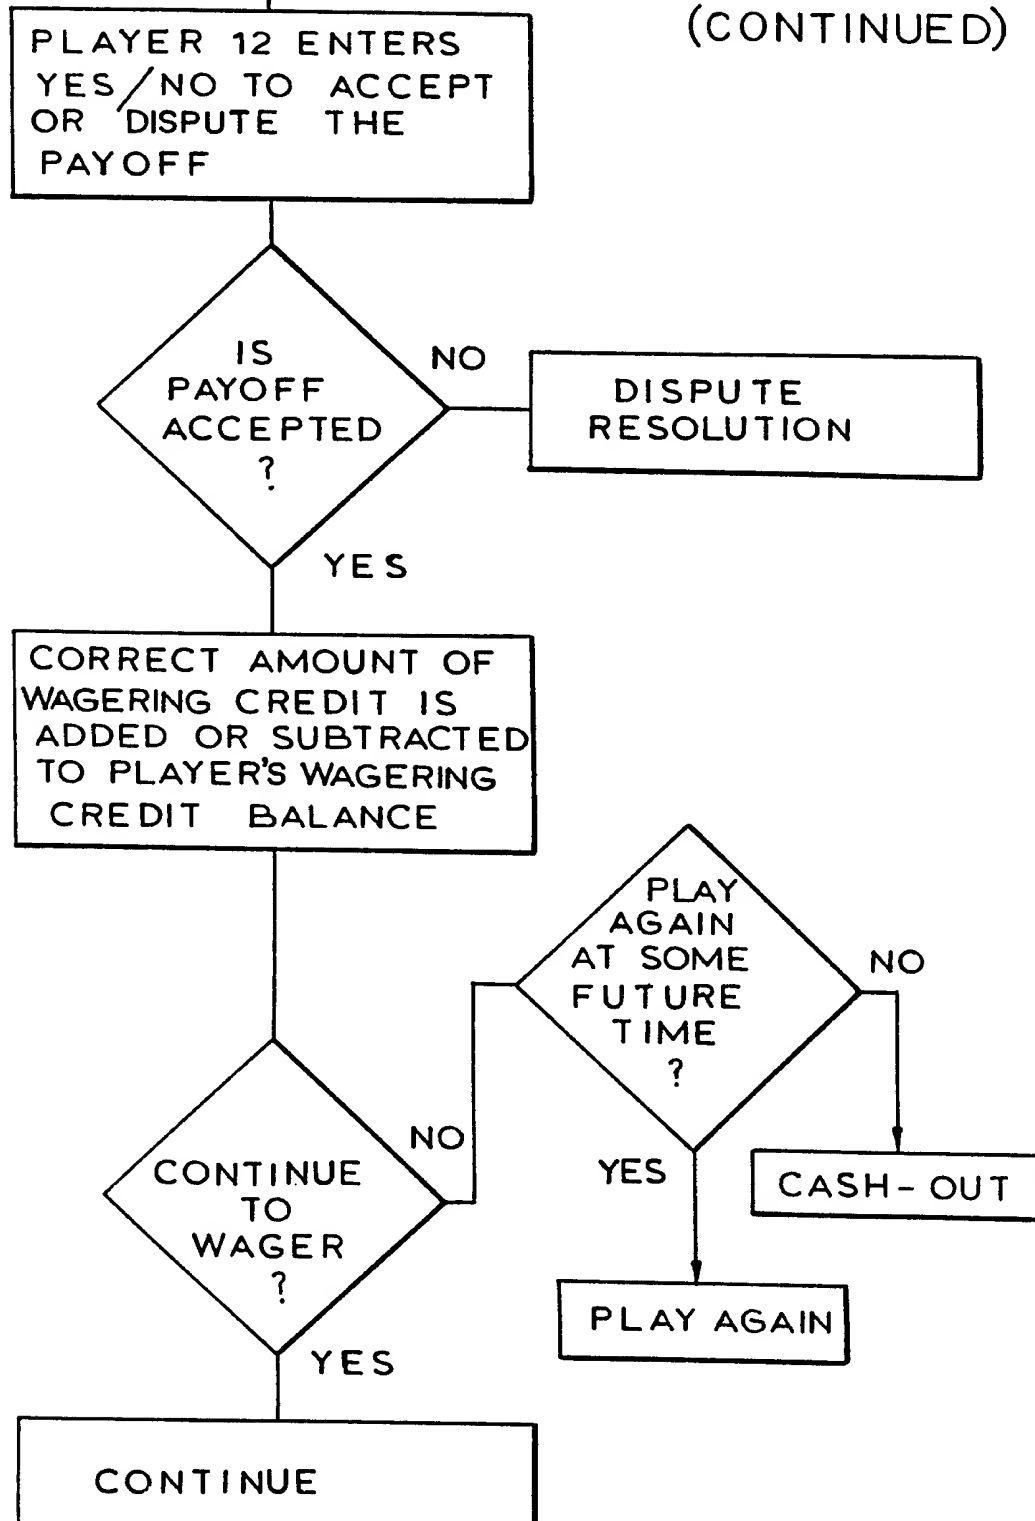 (CONTINUED)
PLAYER 12 ENTERS
YES/NO TO ACCEPT
OR DISPUTE THE
PAYOFF
IS
PAYOFF
ACCEPTED
?
NO
DISPUTE
RESOLUTION
YES
CORRECT AMOUNT OF
WAGERING CREDIT IS
ADDED OR SUBTRACTED
TO PLAYER'S WAGERING
CREDIT BALANCE
PLAY
AGAIN
AT SOME
FUTURE
TIME
?
NO
CONTINUE
TO
WAGER
?
NO
YES
CASH-OUT
PLAY AGAIN
YES
CONTINUE